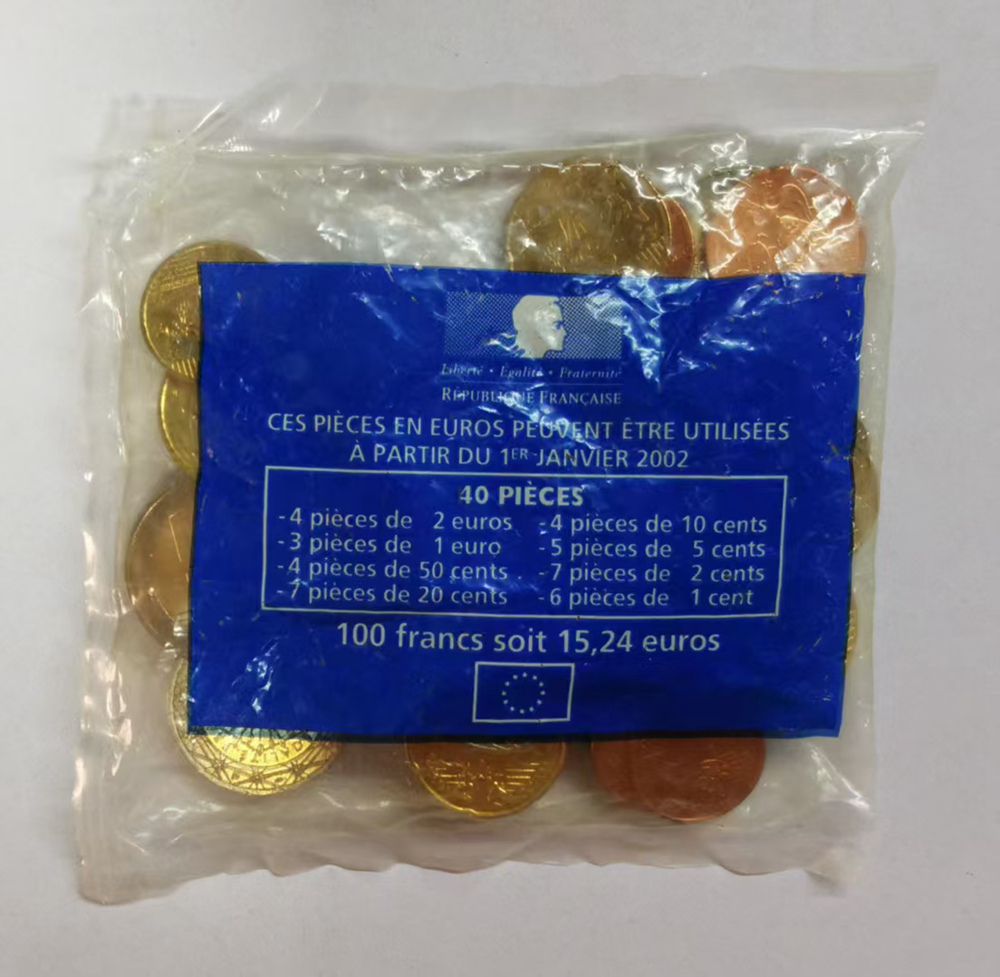 Liberté • Égalité • Fraternité
RÉPUBLIQUE FRANÇAISE
CES PIÈCES EN EUROS PEUVENT ÊTRE UTILISÉES
À PARTIR DU 1ER JANVIER 2002
40 PIÈCES
-4 pièces de 2 euros -4 pièces de 10 cents
-3 pièces de 1 euro -5 pièces de 5 cents
-4 pièces de 50 cents -7 pièces de 2 cents
-7 pièces de 20 cents -6 pièces de 1 cent
100 francs soit 15,24 euros